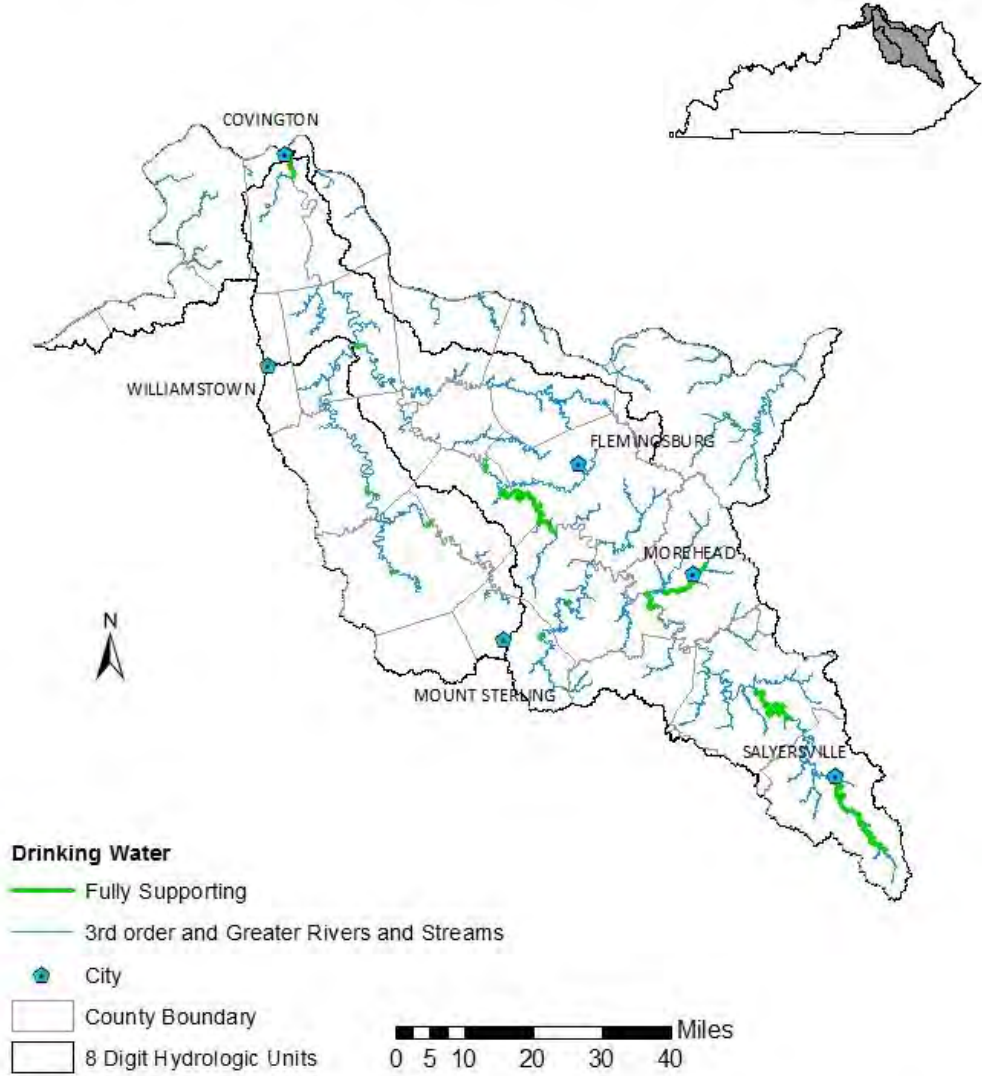 COVINGTON
WILLIAMSTOWN
FLEMINGSBURG
MOREHEAD
N
MOUNT STERLING
SALYERSVILLE
Drinking Water
Fully Supporting
3rd order and Greater Rivers and Streams
City
County Boundary
8 Digit Hydrologic Units
Miles
0 5 10 20 30 40